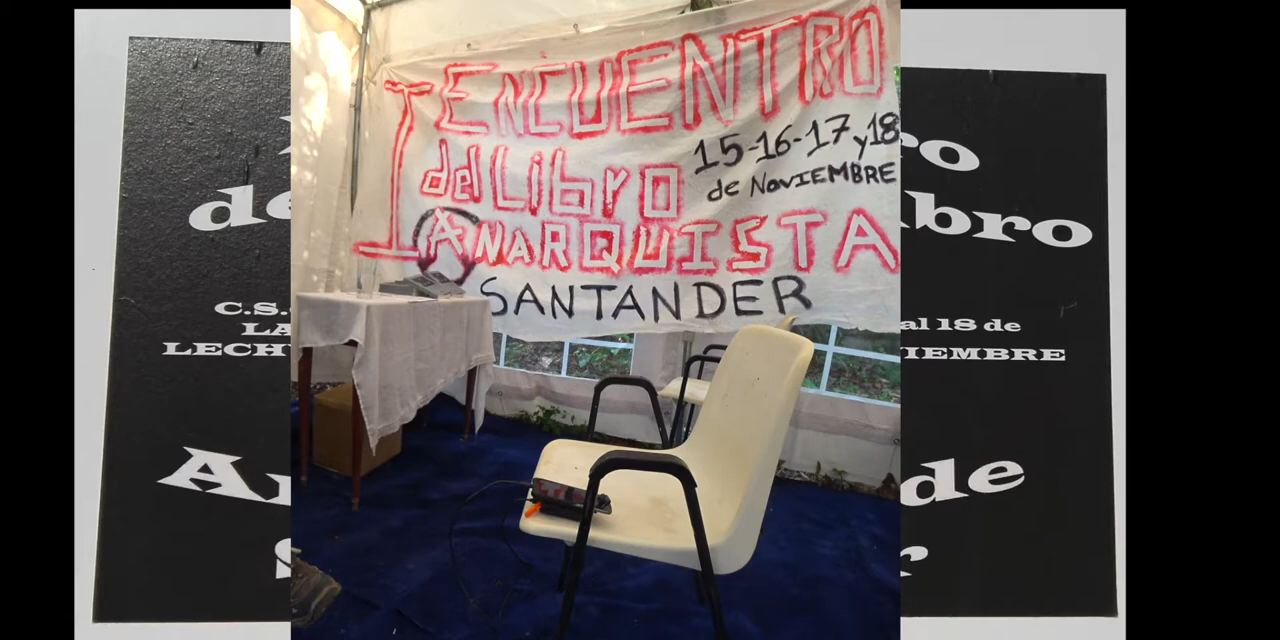 I ENCUENTRO
15-16-17 y 18
del Libro
de NoVIEMBRE
ANARQUISTA
SANTANDER
ro
de
bro
C.S.
LA
LECH
al 18 de
IEMBRE
de
r